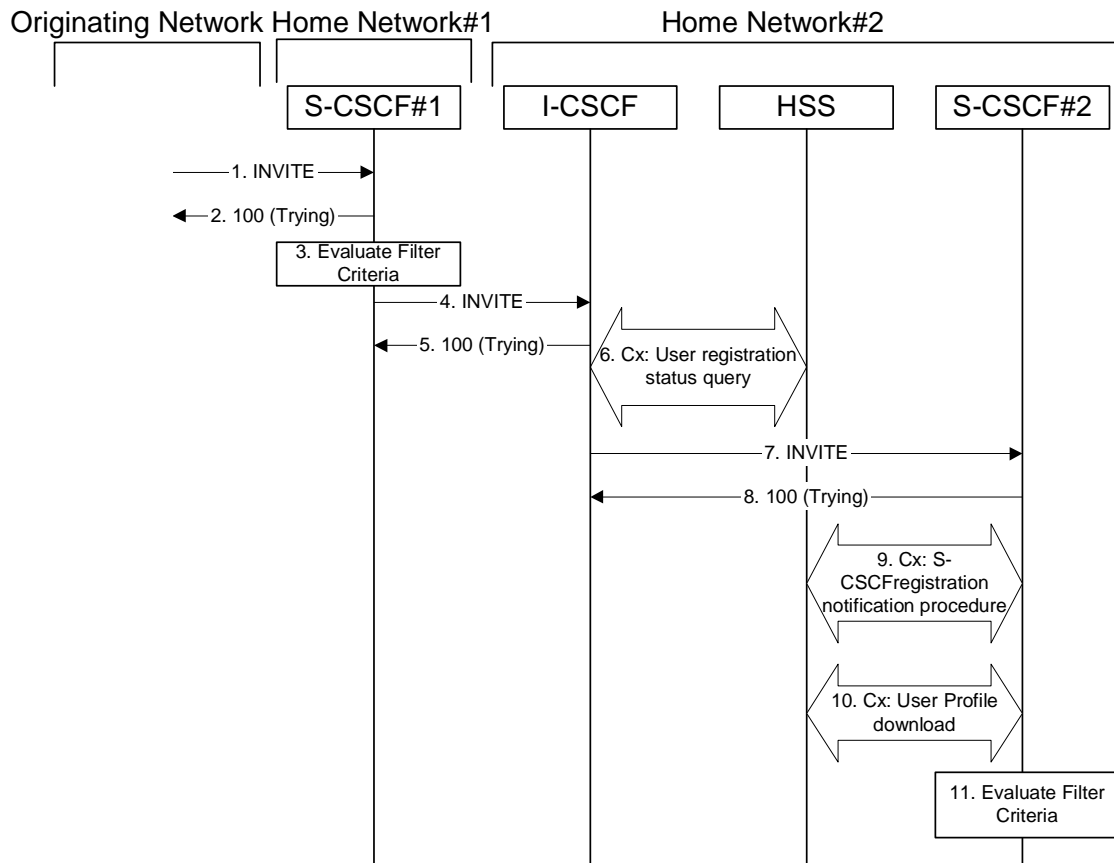 Originating Network Home Network#1 Home Network#2
S-CSCF#1 I-CSCF HSS S-CSCF#2
1. INVITE
2. 100 (Trying)
3. Evaluate Filter
Criteria
4. INVITE
5. 100 (Trying)
6. Cx: User registration
status query
7. INVITE
8. 100 (Trying)
9. Cx: S-
CSCFregistration
notification procedure
10. Cx: User Profile
download
11. Evaluate Filter
Criteria